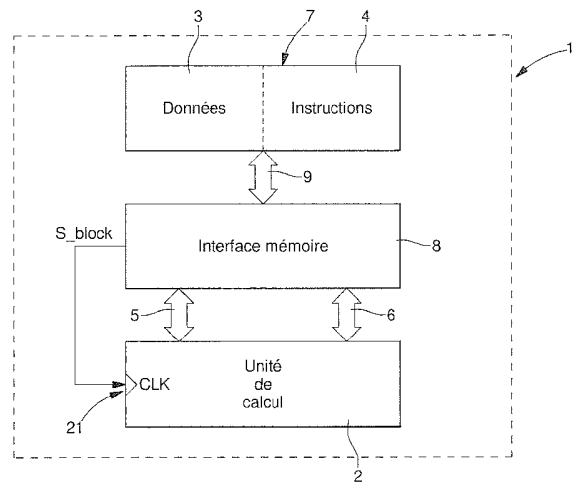 3
7
4
1
Données
Instructions
9
S_block
Interface mémoire
8
5
6
Unité
de
calcul
CLK
21
2